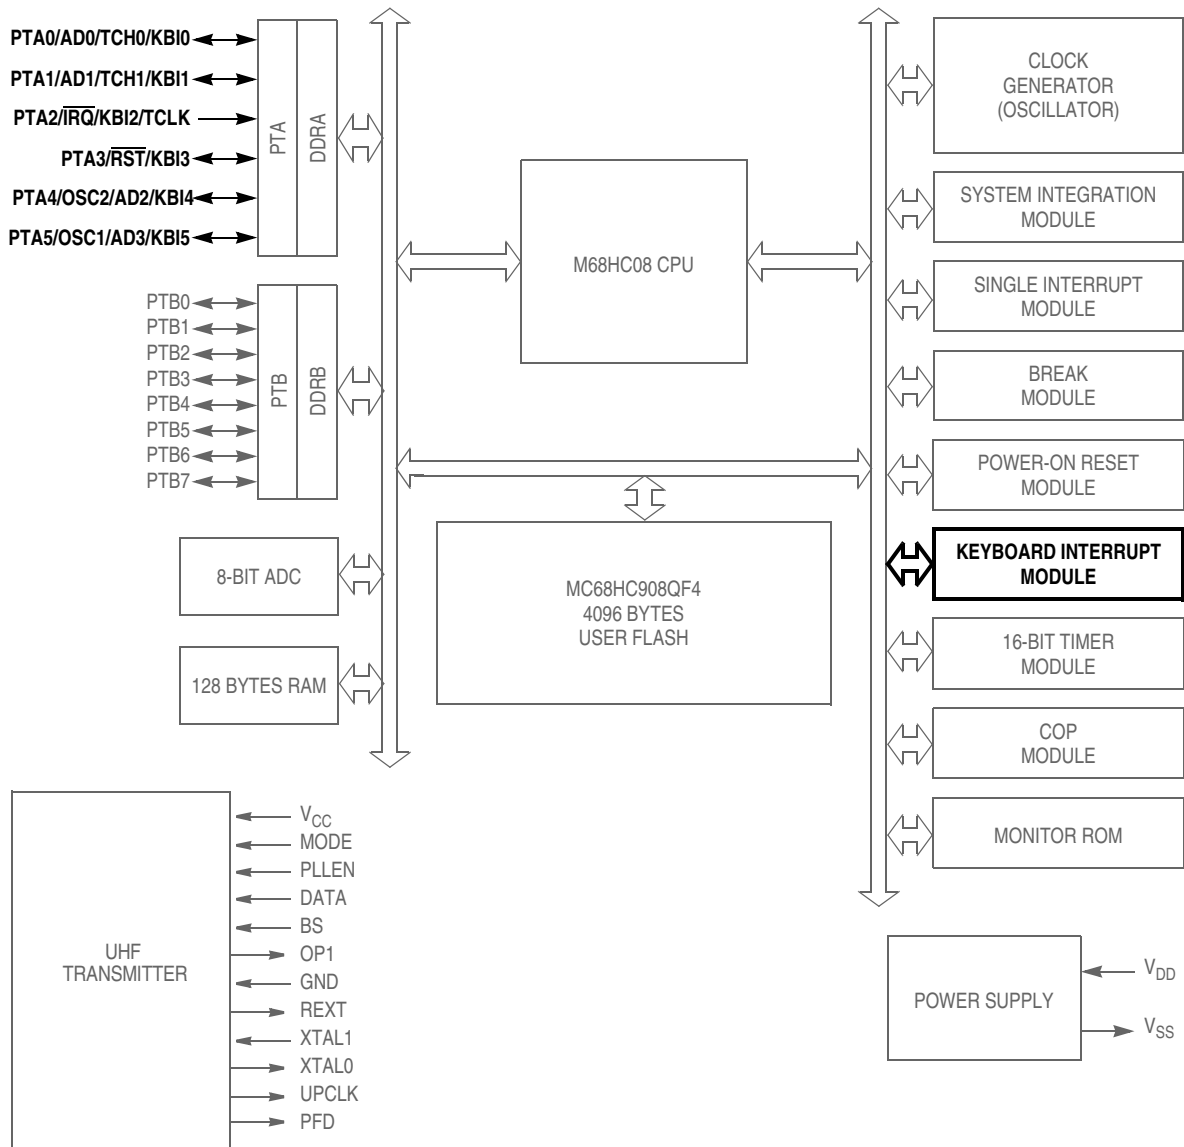 PTA0/AD0/TCH0/KBI0
PTA1/AD1/TCH1/KBI1
PTA2/IRQ/KBI2/TCLK
PTA3/RST/KBI3
PTA4/OSC2/AD2/KBI4
PTA5/OSC1/AD3/KBI5
PTA
DDRA
PTB0
PTB1
PTB2
PTB3
PTB4
PTB5
PTB6
PTB7
PTB
DDRB
8-BIT ADC
128 BYTES RAM
M68HC08 CPU
MC68HC908QF4
4096 BYTES
USER FLASH
CLOCK
GENERATOR
(OSCILLATOR)
SYSTEM INTEGRATION
MODULE
SINGLE INTERRUPT
MODULE
BREAK
MODULE
POWER-ON RESET
MODULE
KEYBOARD INTERRUPT
MODULE
16-BIT TIMER
MODULE
COP
MODULE
MONITOR ROM
UHF
TRANSMITTER
VCC
MODE
PLLEN
DATA
BS
OP1
GND
REXT
XTAL1
XTAL0
UPCLK
PFD
POWER SUPPLY
VDD
VSS